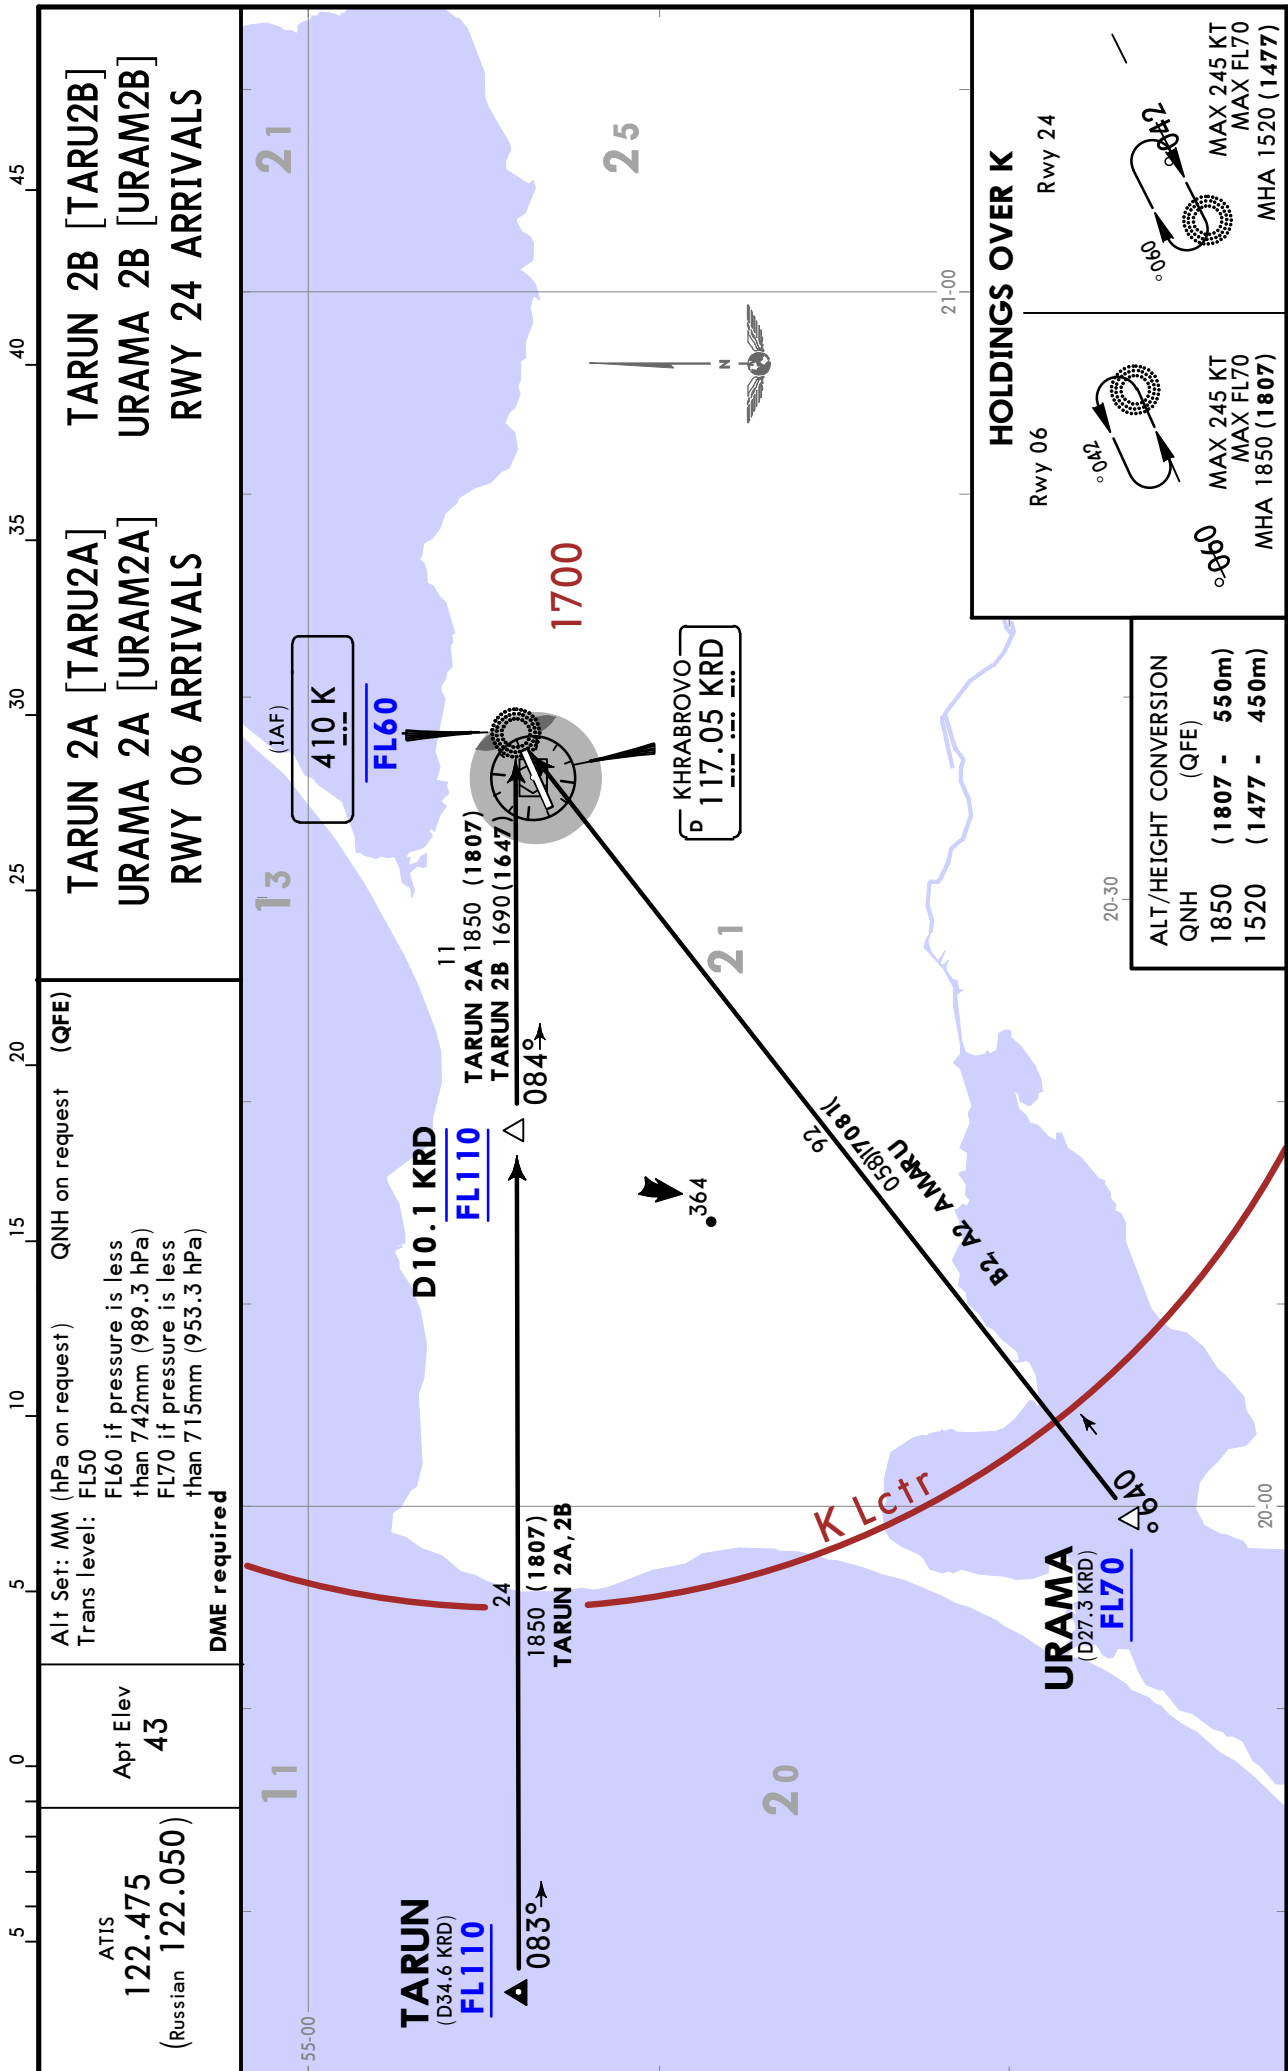 ATIS
122.475
(Russian 122.050)
Apt Elev
43
Alt Set: MM (hPa on request) QNH on request (QFE)
Trans level: FL50
FL60 if pressure is less
than 742mm (989.3 hPa)
FL70 if pressure is less
than 715mm (953.3 hPa)
DME required
TARUN 2A [TARU2A]
URAMA 2A [URAM2A]
RWY 06 ARRIVALS
TARUN 2B [TARU2B]
URAMA 2B [URAM2B]
RWY 24 ARRIVALS
5 0 5 10 15 20 25 30 35 40 45
55-00
11
13
21
(IAF)
410 K
FL60
TARUN
(D34.6 KRD)
FL110
083°
24
1850 (1807)
TARUN 2A,2B
D10.1 KRD
FL110
084°
11
TARUN 2A 1850 (1807)
TARUN 2B 1690(1647)
1700
25
D KHRABROVO
117.05 KRD
N
364
21
20
K Lctr
URAMA
(D27.3 KRD)
FL70
20-00
20-30
21-00
ALT/HEIGHT CONVERSION
QNH (QFE)
1850 (1807 - 550m)
1520 (1477 - 450m)
HOLDINGS OVER K
Rwy 06
°042
°060
MAX 245 KT
MAX FL70
MHA 1850 (1807)
Rwy 24
°060
°042
MAX 245 KT
MAX FL70
MHA 1520 (1477)